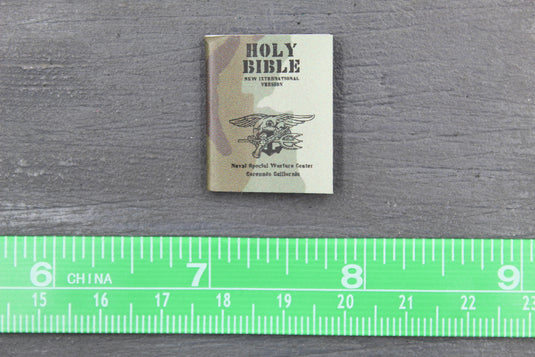 HOLY
BIBLE
NEW INTERNATIONAL
VERSION
Naval Special Warfare Center
Coronado California
6 CHINA 7 8 9
15 16 17 18 19 20 21 22 23